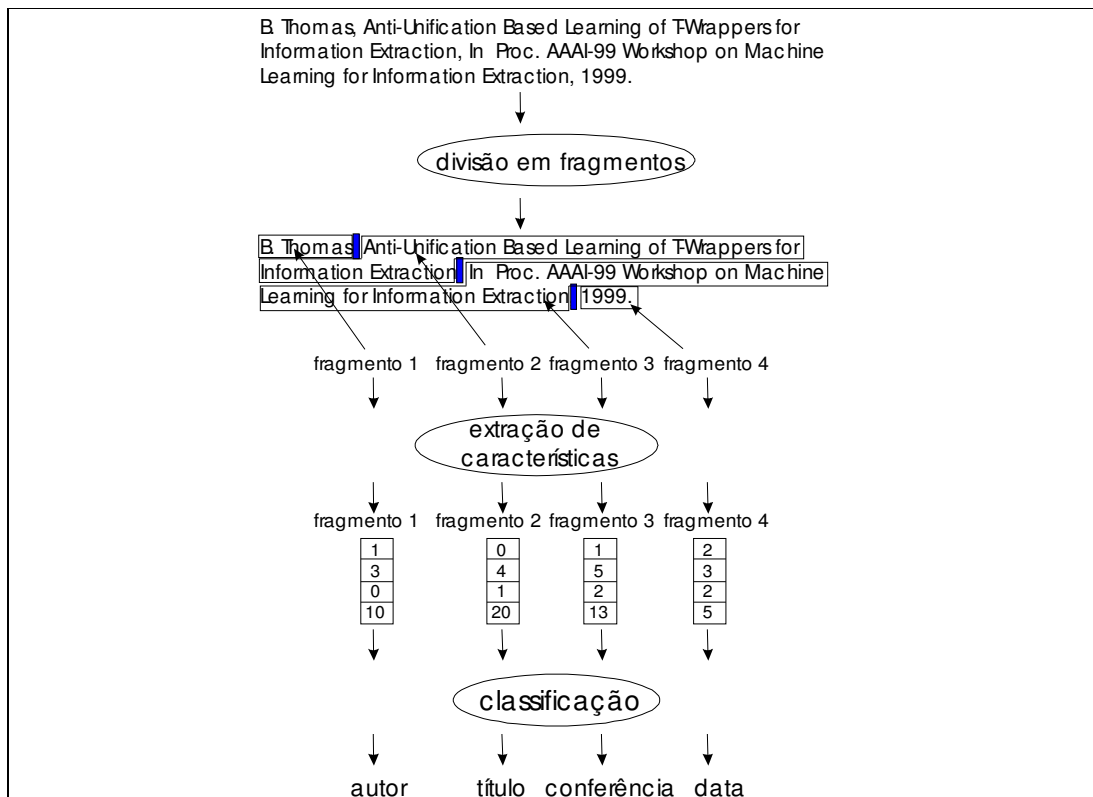 B. Thomas, Anti-Unification Based Learning of T-Wrappers for
Information Extraction, In Proc. AAAI-99 Workshop on Machine
Learning for Information Extraction, 1999.
divisão em fragmentos
B. Thomas Anti-Unification Based Learning of T-Wrappers for
Information Extraction In Proc. AAAI-99 Workshop on Machine
Learning for Information Extraction 1999.
fragmento 1 fragmento 2 fragmento 3 fragmento 4
extração de
características
fragmento 1 fragmento 2 fragmento 3 fragmento 4
1 0 1 2
3 4 5 3
0 1 2 2
10 20 13 5
classificação
autor título conferência data